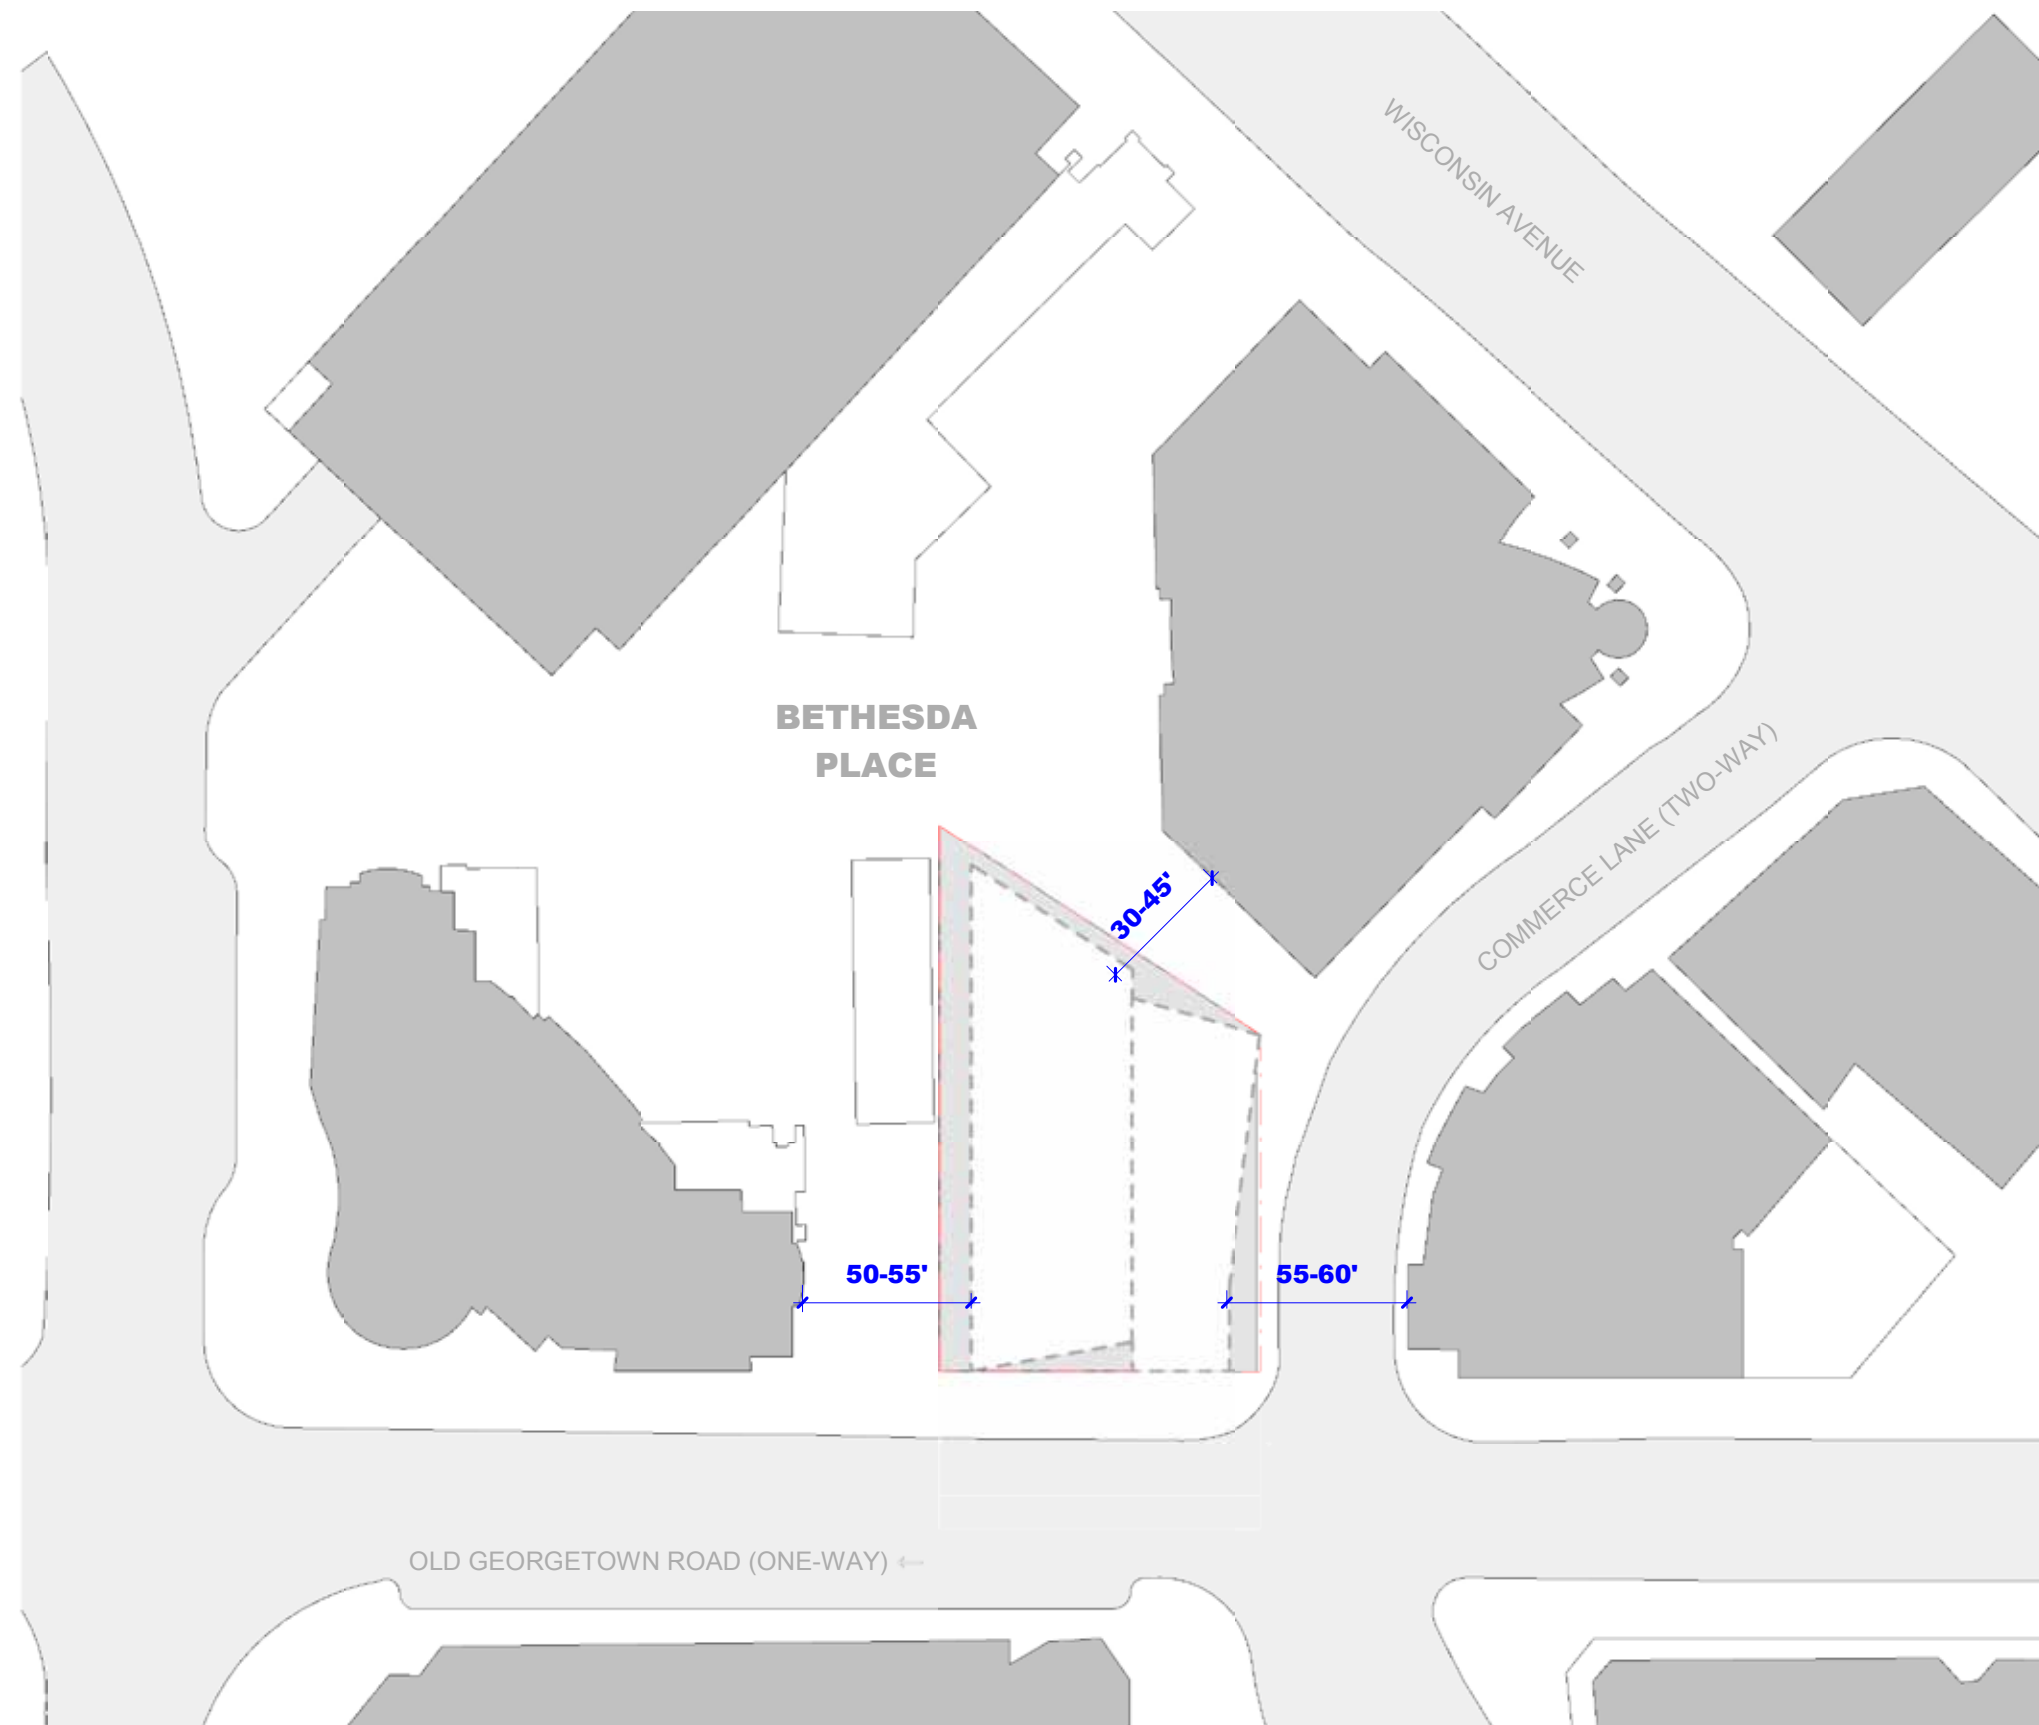 WISCONSIN AVENUE
BETHESDA
PLACE
COMMERCE LANE (TWO-WAY)
30-45'
50-55'
55-60'
OLD GEORGETOWN ROAD (ONE-WAY) ←